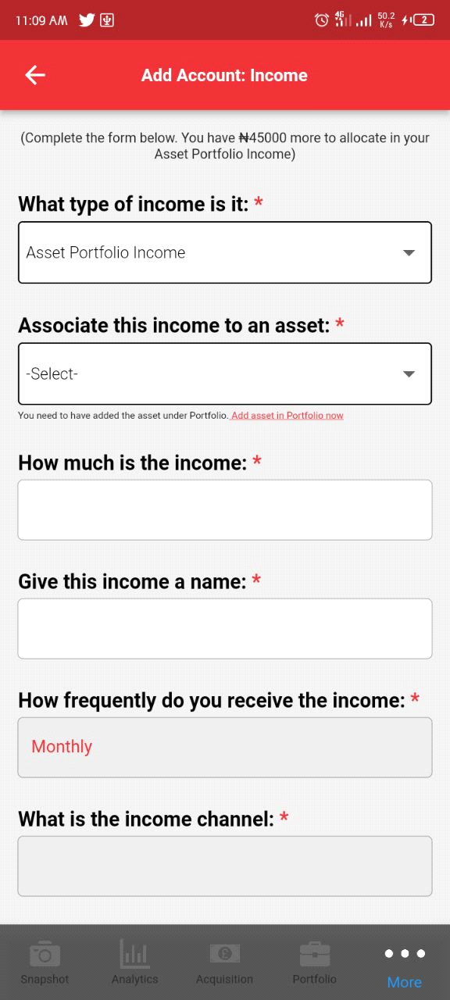 11:09 AM
4G
50.2
K/s
2
Add Account: Income
(Complete the form below. You have ₦45000 more to allocate in your
Asset Portfolio Income)
What type of income is it: *
Asset Portfolio Income
Associate this income to an asset: *
-Select-
You need to have added the asset under Portfolio. Add asset in Portfolio now
How much is the income: *
Give this income a name: *
How frequently do you receive the income: *
Monthly
What is the income channel: *
Snapshot
Analytics
Acquisition
Portfolio
More